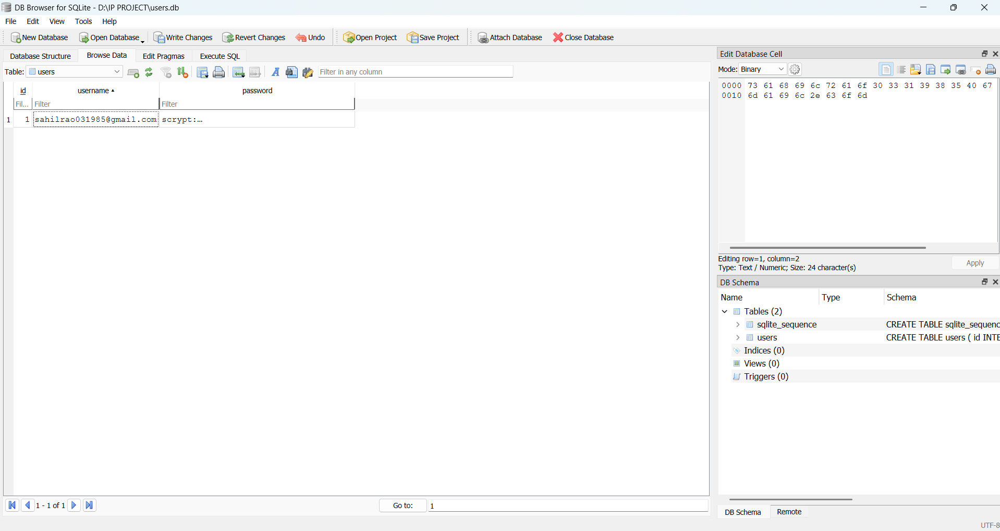 DB Browser for SQLite - D:\IP PROJECT\users.db
File Edit View Tools Help
New Database Open Database Write Changes Revert Changes Undo Open Project Save Project Attach Database Close Database
Database Structure Browse Data Edit Pragmas Execute SQL
Table: users Filter in any column
id username password
Fil... Filter Filter
1 1 sahilrao031985@gmail.com scrypt:…
1 - 1 of 1 Go to: 1
Edit Database Cell
Mode: Binary
0000 73 61 68 69 6c 72 61 6f 30 33 31 39 38 35 40 67
0010 6d 61 69 6c 2e 63 6f 6d
Editing row=1, column=2
Type: Text / Numeric; Size: 24 character(s)
Apply
DB Schema
Name Type Schema
Tables (2)
sqlite_sequence CREATE TABLE sqlite_sequenc
users CREATE TABLE users ( id INTE
Indices (0)
Views (0)
Triggers (0)
DB Schema Remote
UTF-8